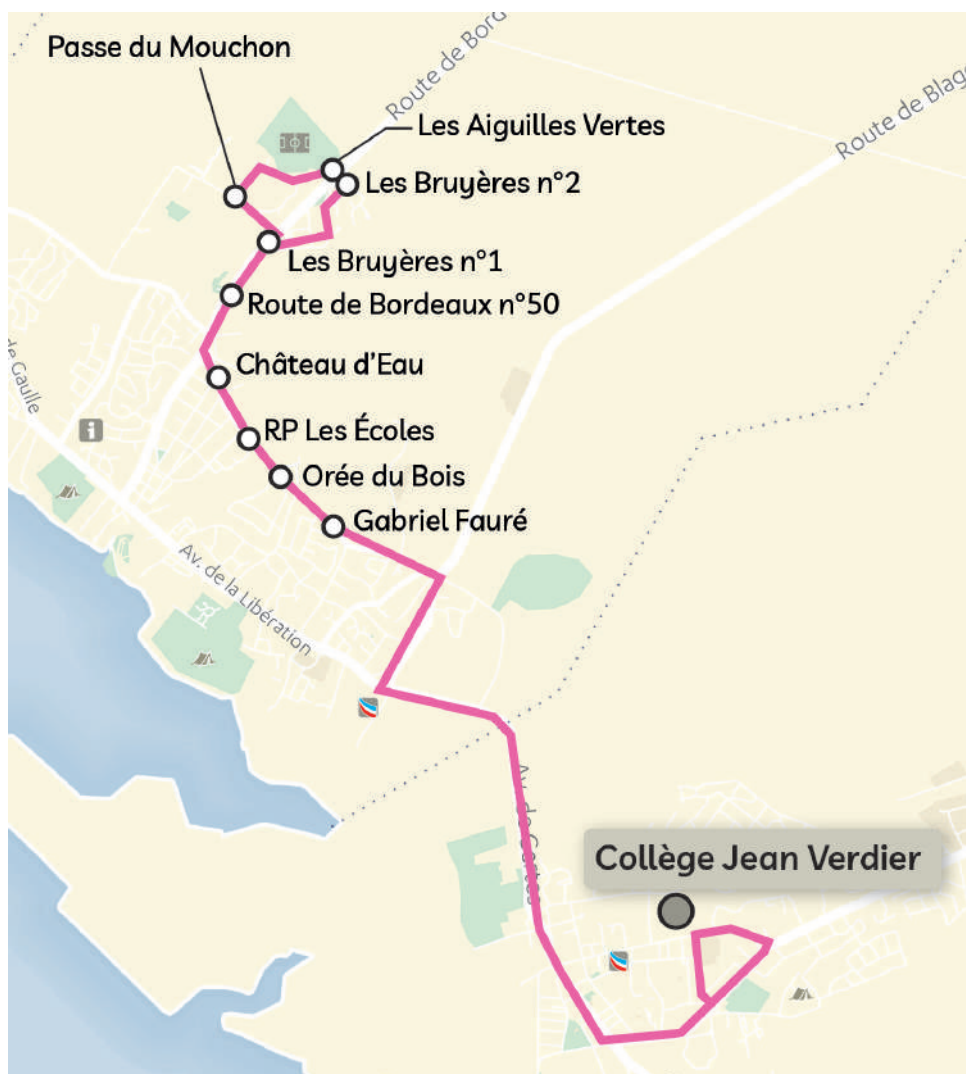 Passe du Mouchon
Route de Bord
Les Aiguilles Vertes
Route de Blag
Les Bruyères n°2
Les Bruyères n°1
Route de Bordeaux n°50
de Gaulle
Château d'Eau
i
RP Les Écoles
Orée du Bois
Gabriel Fauré
Av. de la Libération
Av. de Certes
Collège Jean Verdier